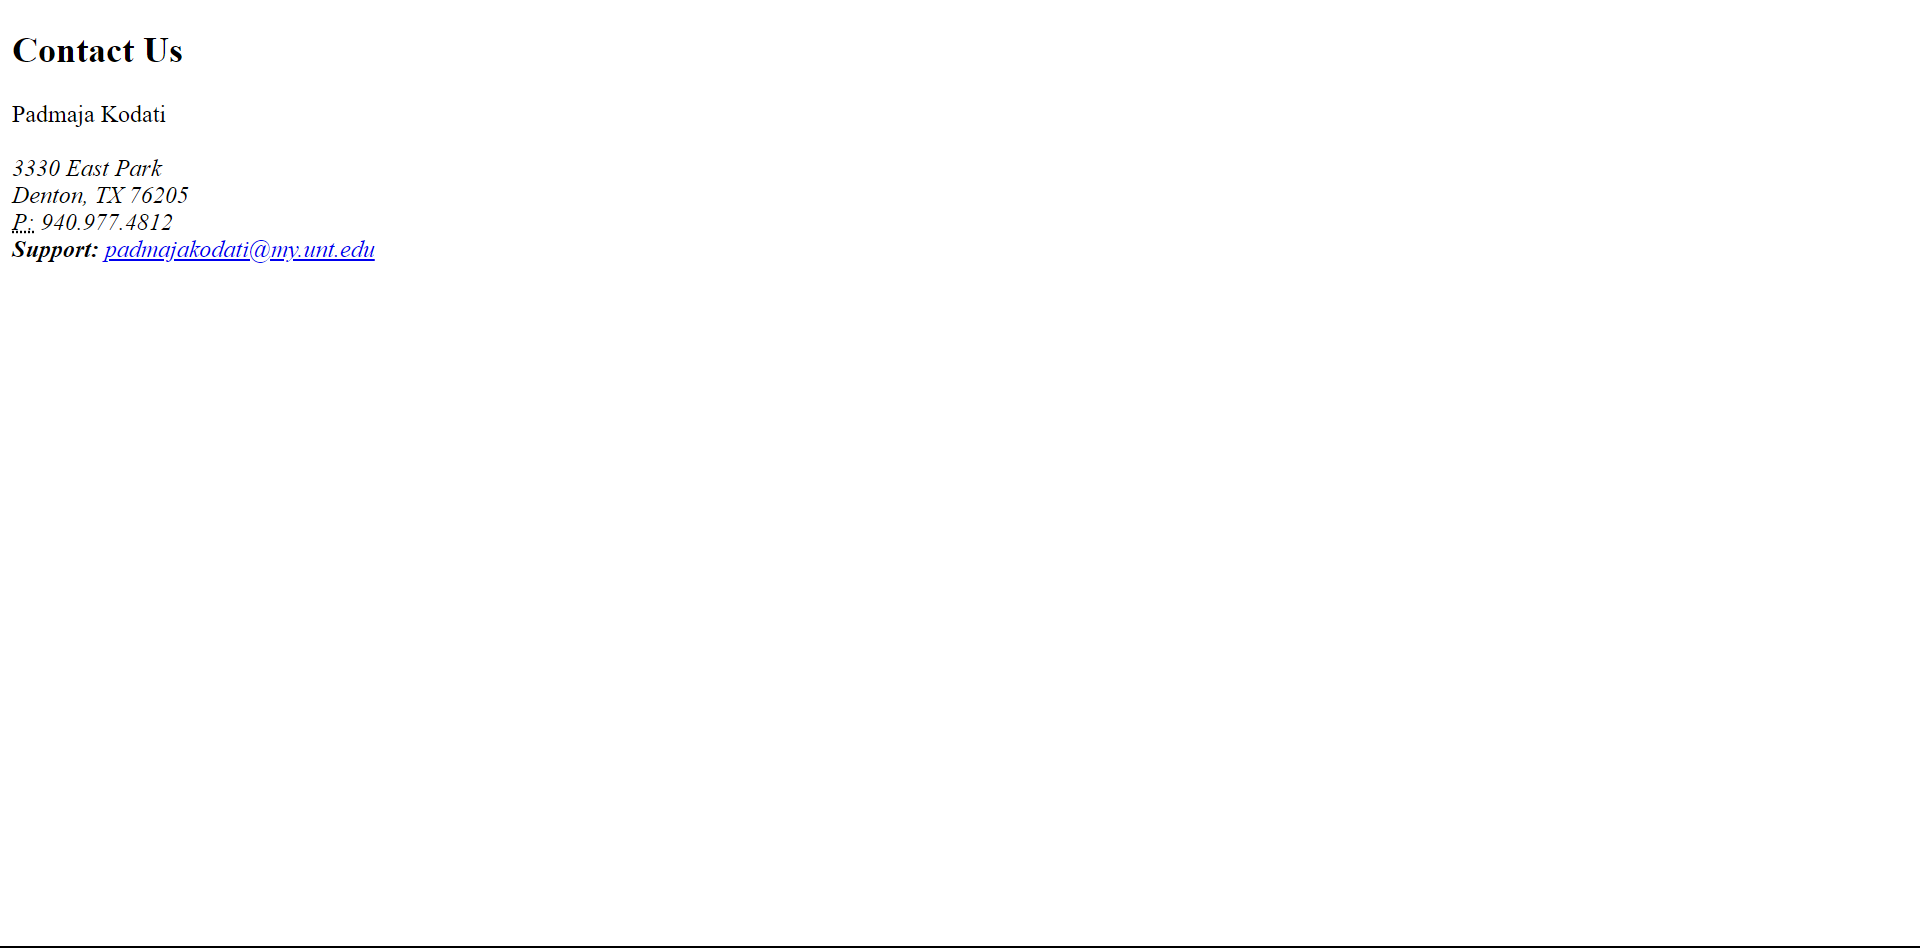 Contact Us
Padmaja Kodati
3330 East Park
Denton, TX 76205
P: 940.977.4812
Support: padmajakodati@my.unt.edu